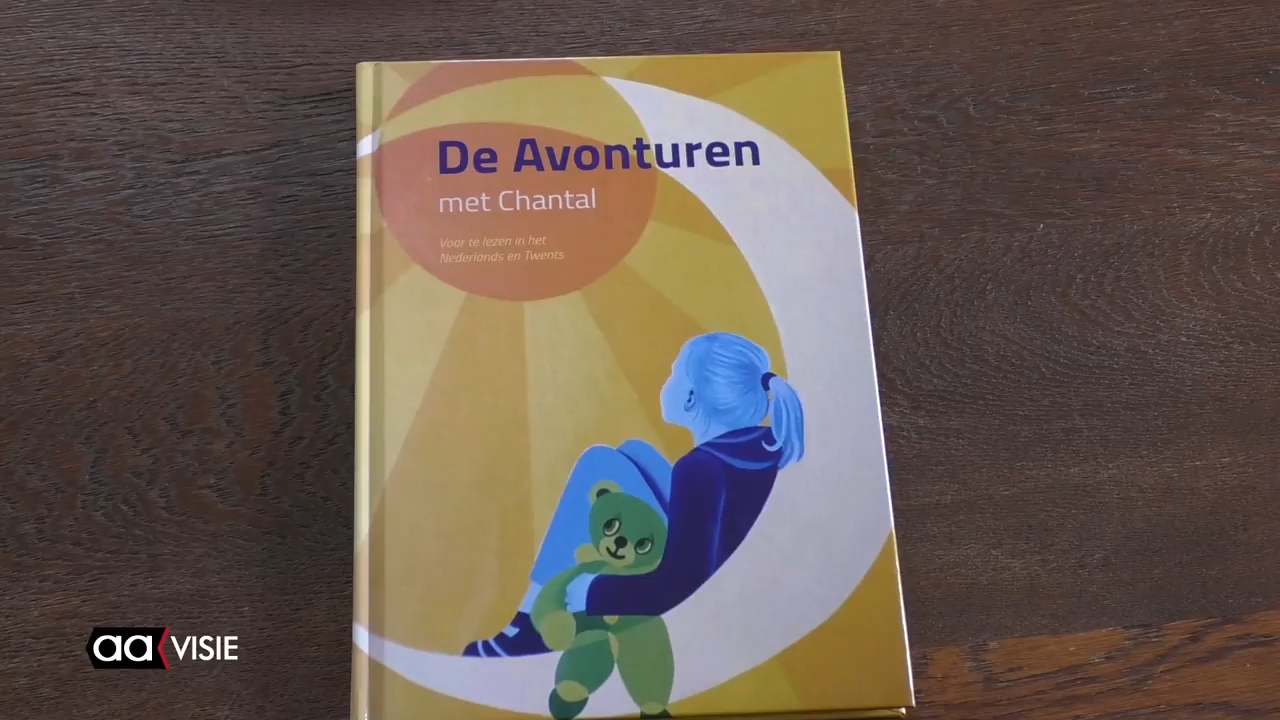 De Avonturen
met Chantal
Voor te lezen in het
Nederlands en Twents
aa VISIE